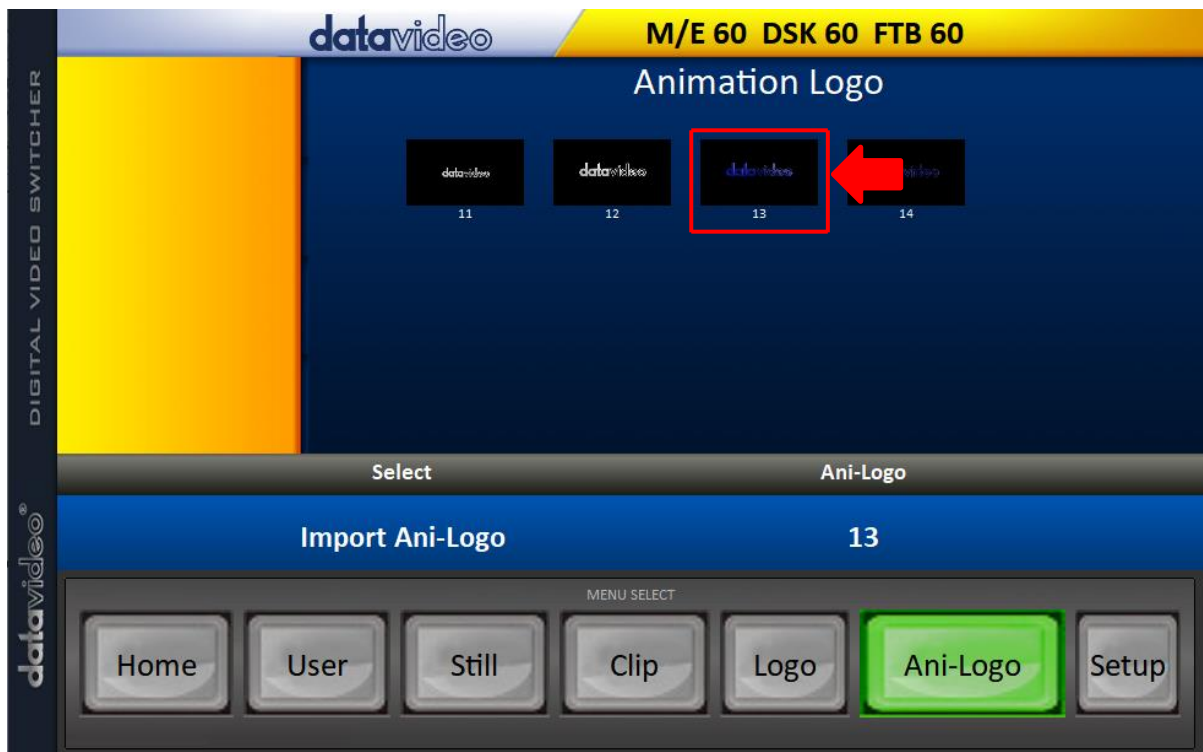 datavideo
M/E 60 DSK 60 FTB 60
DIGITAL VIDEO SWITCHER
datavideo®
Animation Logo
datavideo
datavideo
datavideo
11
12
13
14
Select
Ani-Logo
Import Ani-Logo
13
MENU SELECT
Home
User
Still
Clip
Logo
Ani-Logo
Setup